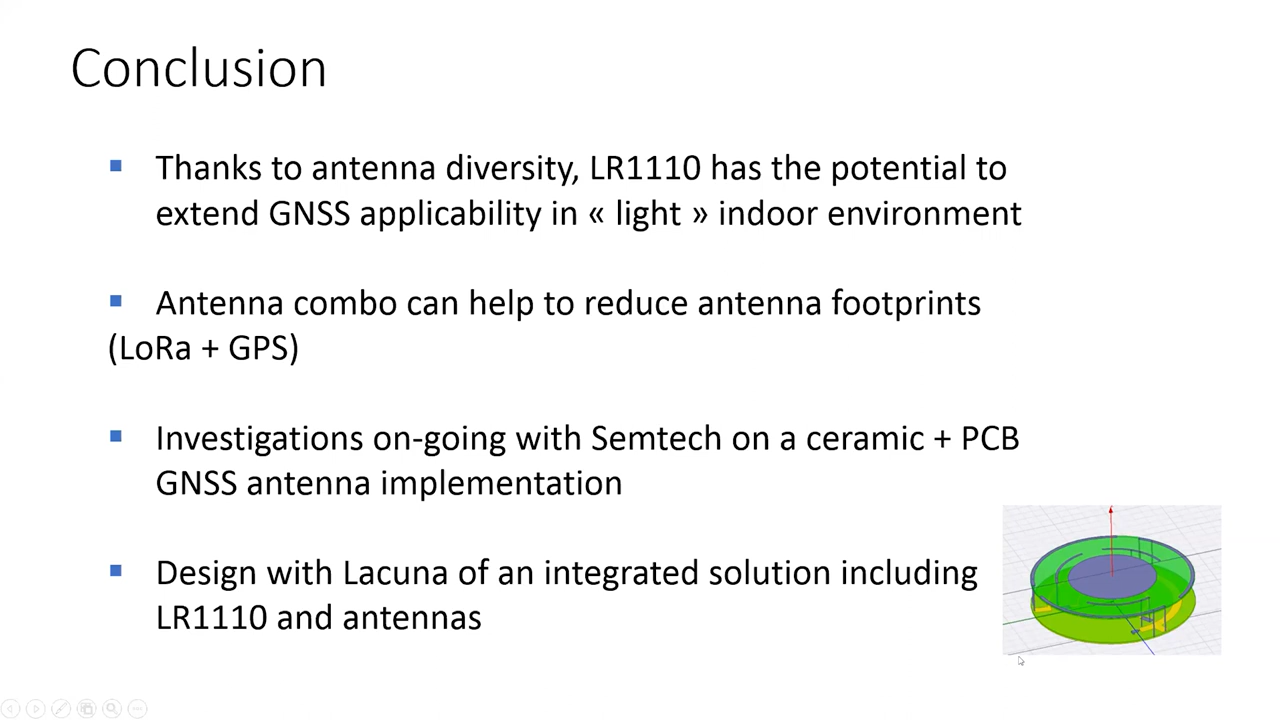 Conclusion
▪ Thanks to antenna diversity, LR1110 has the potential to
extend GNSS applicability in « light » indoor environment
▪ Antenna combo can help to reduce antenna footprints
(LoRa + GPS)
▪ Investigations on-going with Semtech on a ceramic + PCB
GNSS antenna implementation
▪ Design with Lacuna of an integrated solution including
LR1110 and antennas